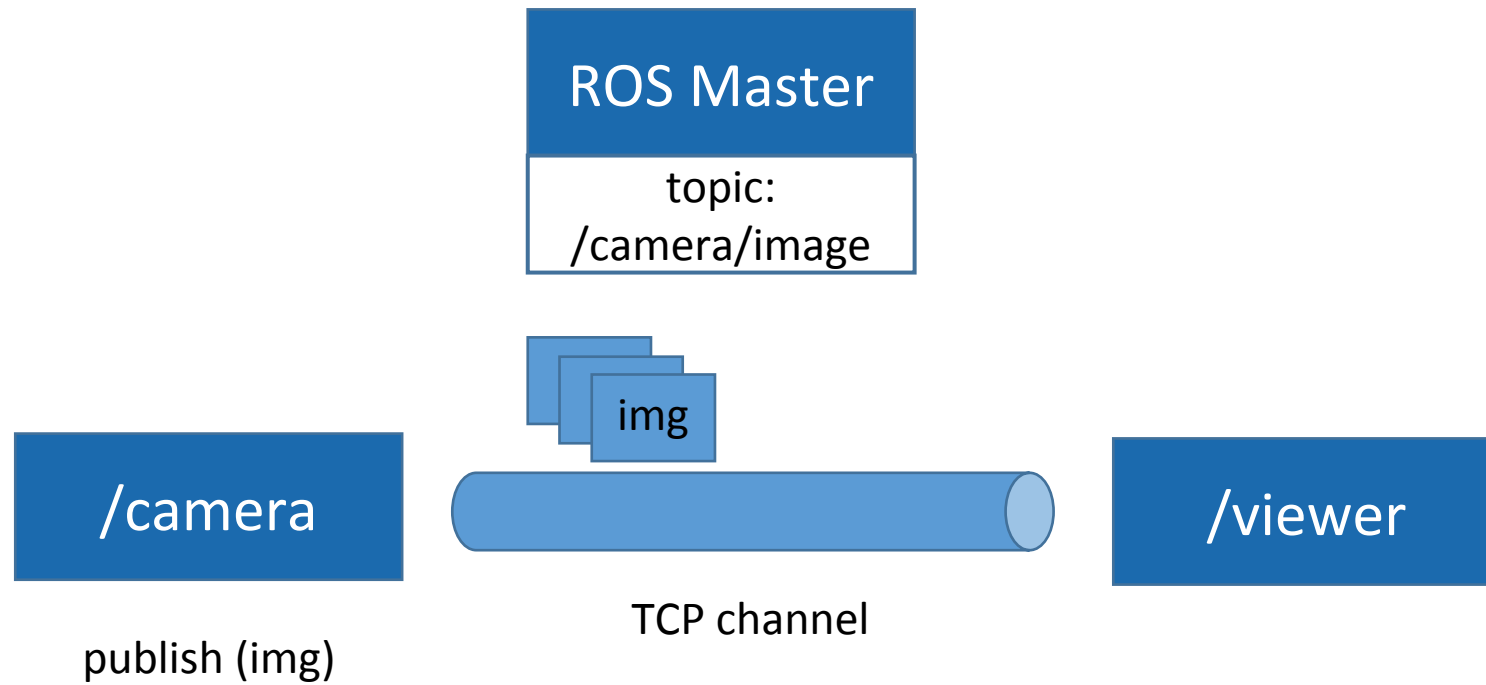 ROS Master
topic:
/camera/image
img
/camera
/viewer
TCP channel
publish (img)